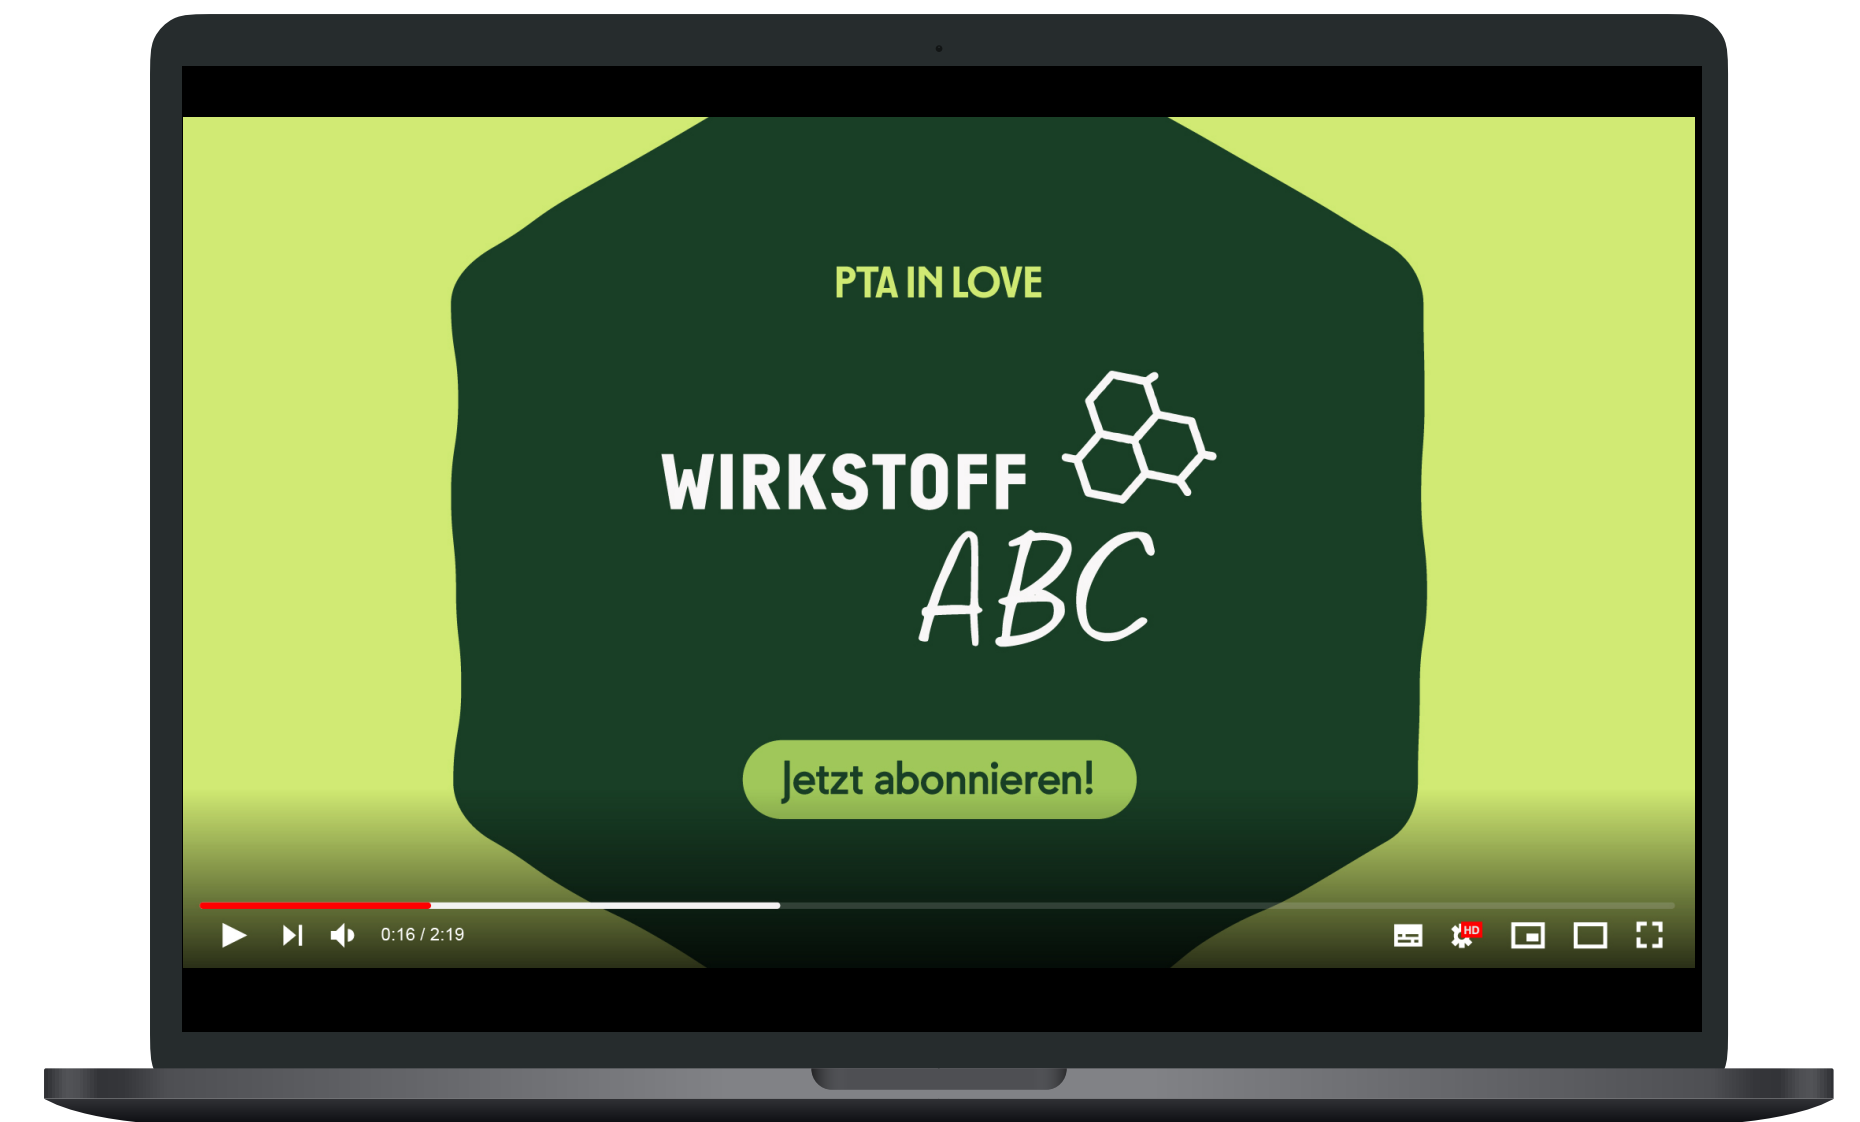 PTA IN LOVE
WIRKSTOFF
ABC
Jetzt abonnieren!
0:16 / 2:19
HD